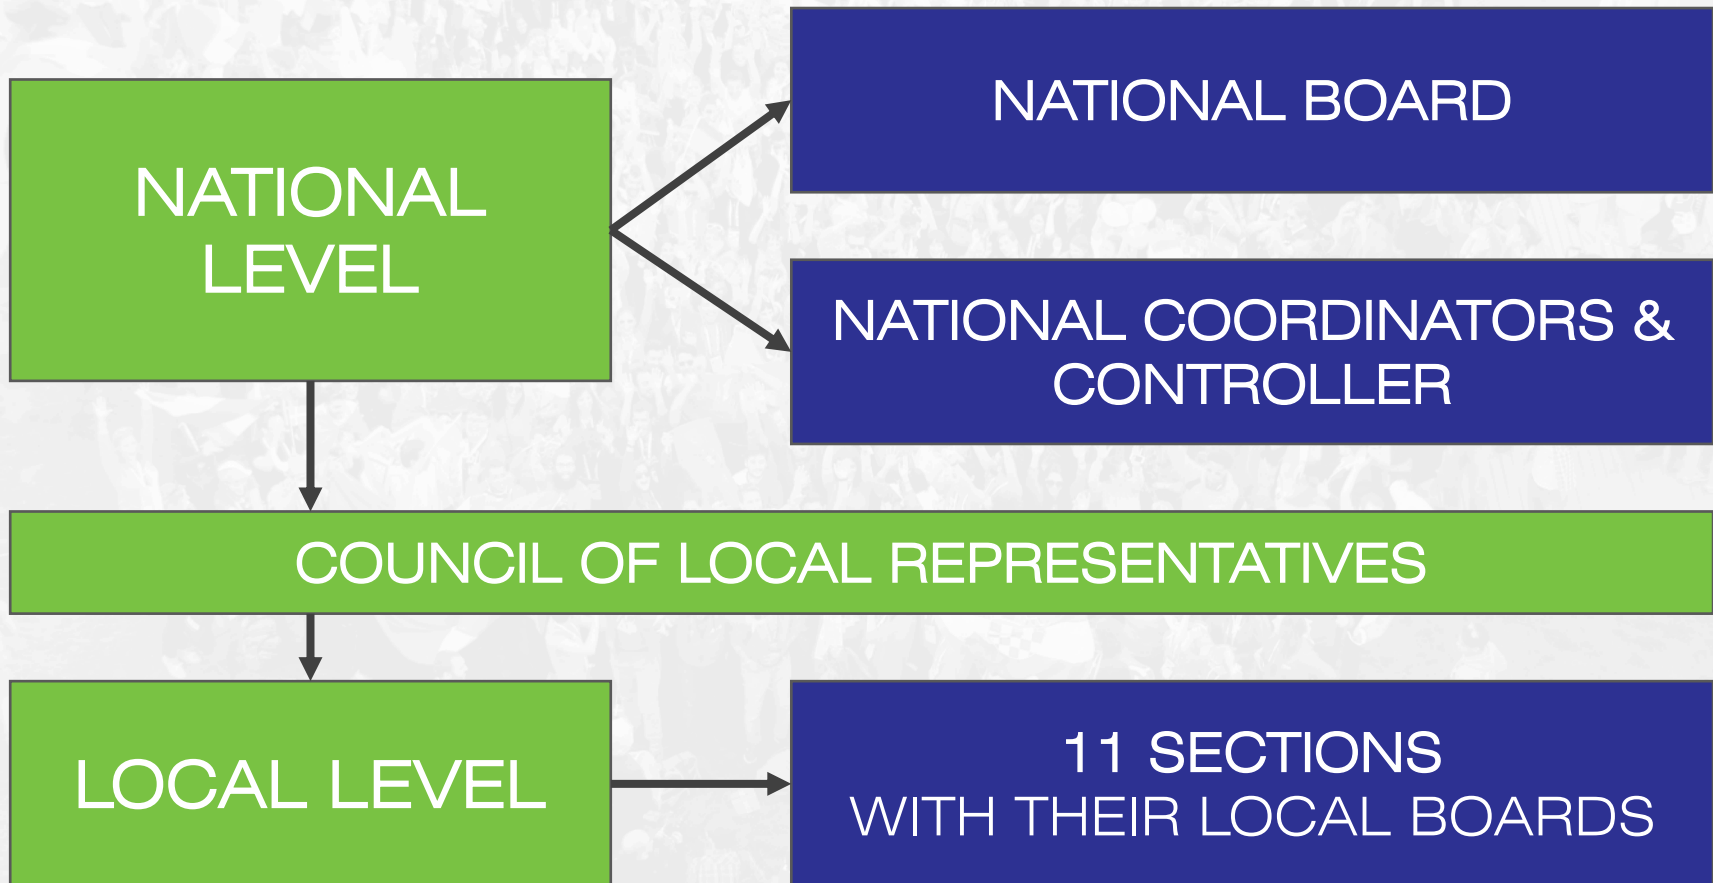 NATIONAL BOARD
NATIONAL
LEVEL
NATIONAL COORDINATORS &
CONTROLLER
COUNCIL OF LOCAL REPRESENTATIVES
LOCAL LEVEL
11 SECTIONS
WITH THEIR LOCAL BOARDS